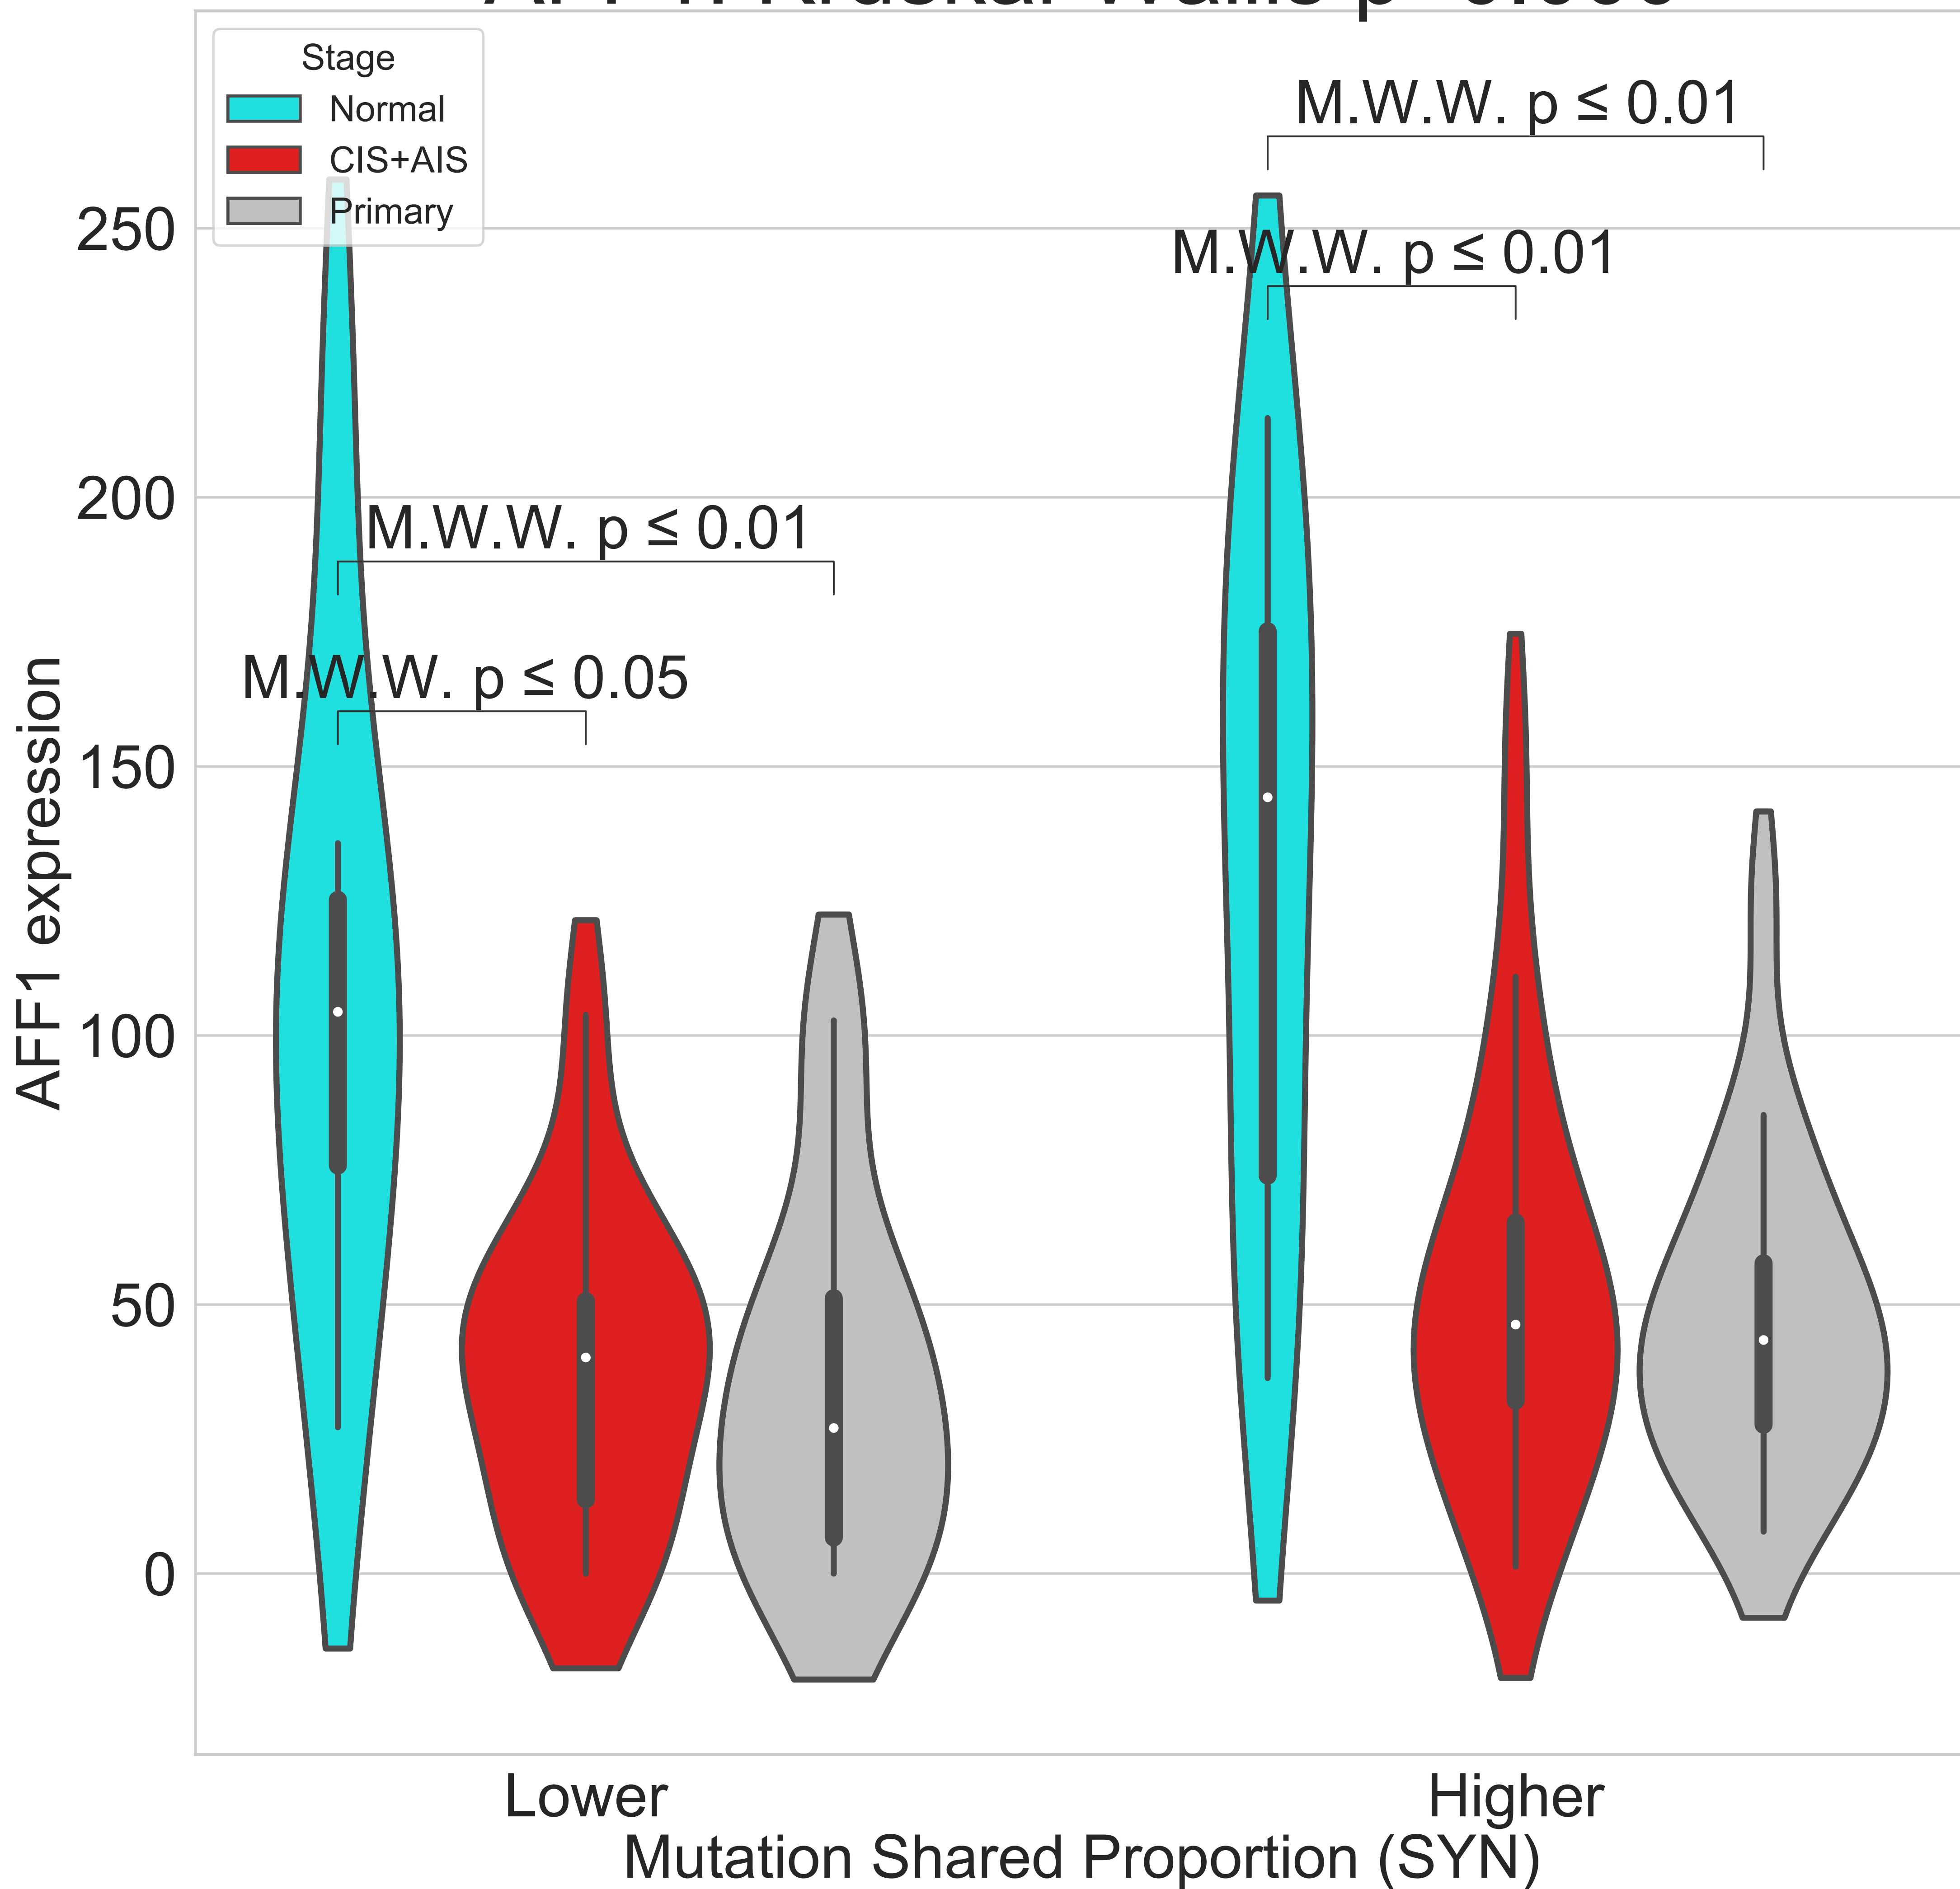 Stage
Normal
CIS+AIS
Primary
M.W.W. p ≤ 0.01
M.W.W. p ≤ 0.01
M.W.W. p ≤ 0.01
M.W.W. p ≤ 0.05
250
200
150
100
50
0
AFF1 expression
Lower
Higher
Mutation Shared Proportion (SYN)